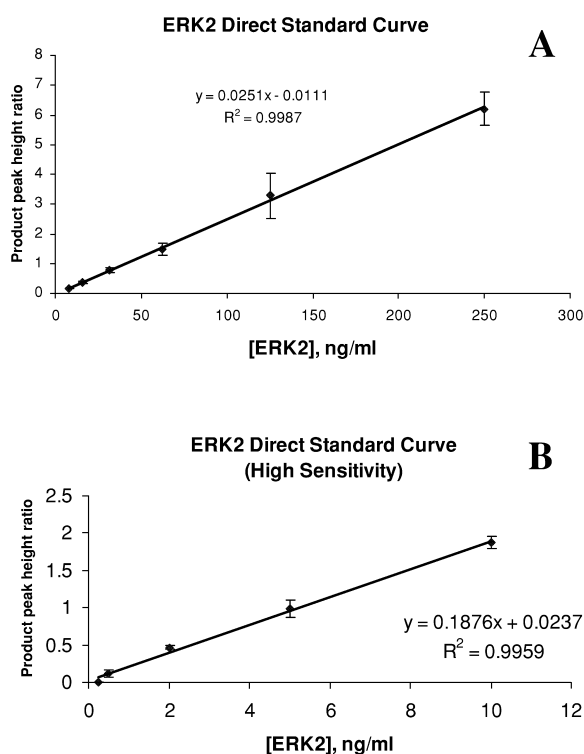 ERK2 Direct Standard Curve
A
y = 0.0251x - 0.0111
R² = 0.9987
Product peak height ratio
8
7
6
5
4
3
2
1
0
0 50 100 150 200 250 300
[ERK2], ng/ml
ERK2 Direct Standard Curve
(High Sensitivity)
B
Product peak height ratio
2.5
2
1.5
1
0.5
0
y = 0.1876x + 0.0237
R² = 0.9959
0 2 4 6 8 10 12
[ERK2], ng/ml